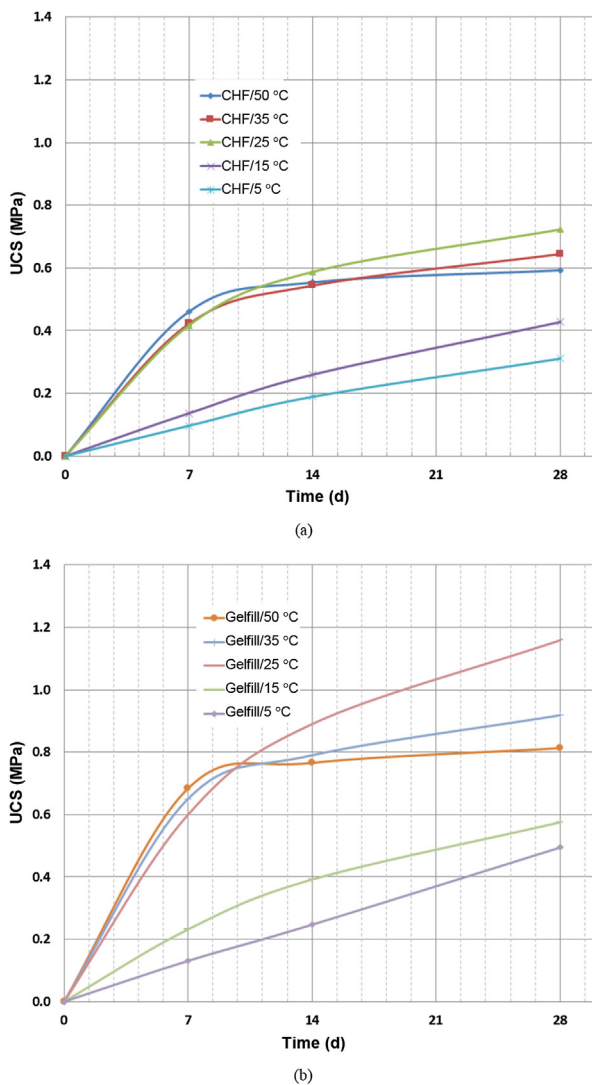 1.4
1.2
1.0
0.8
0.6
0.4
0.2
0.0
UCS (MPa)
CHF/50 °C
CHF/35 °C
CHF/25 °C
CHF/15 °C
CHF/5 °C
0 7 14 21 28
Time (d)
(a)
1.4
1.2
1.0
0.8
0.6
0.4
0.2
0.0
UCS (MPa)
Gelfill/50 °C
Gelfill/35 °C
Gelfill/25 °C
Gelfill/15 °C
Gelfill/5 °C
0 7 14 21 28
Time (d)
(b)